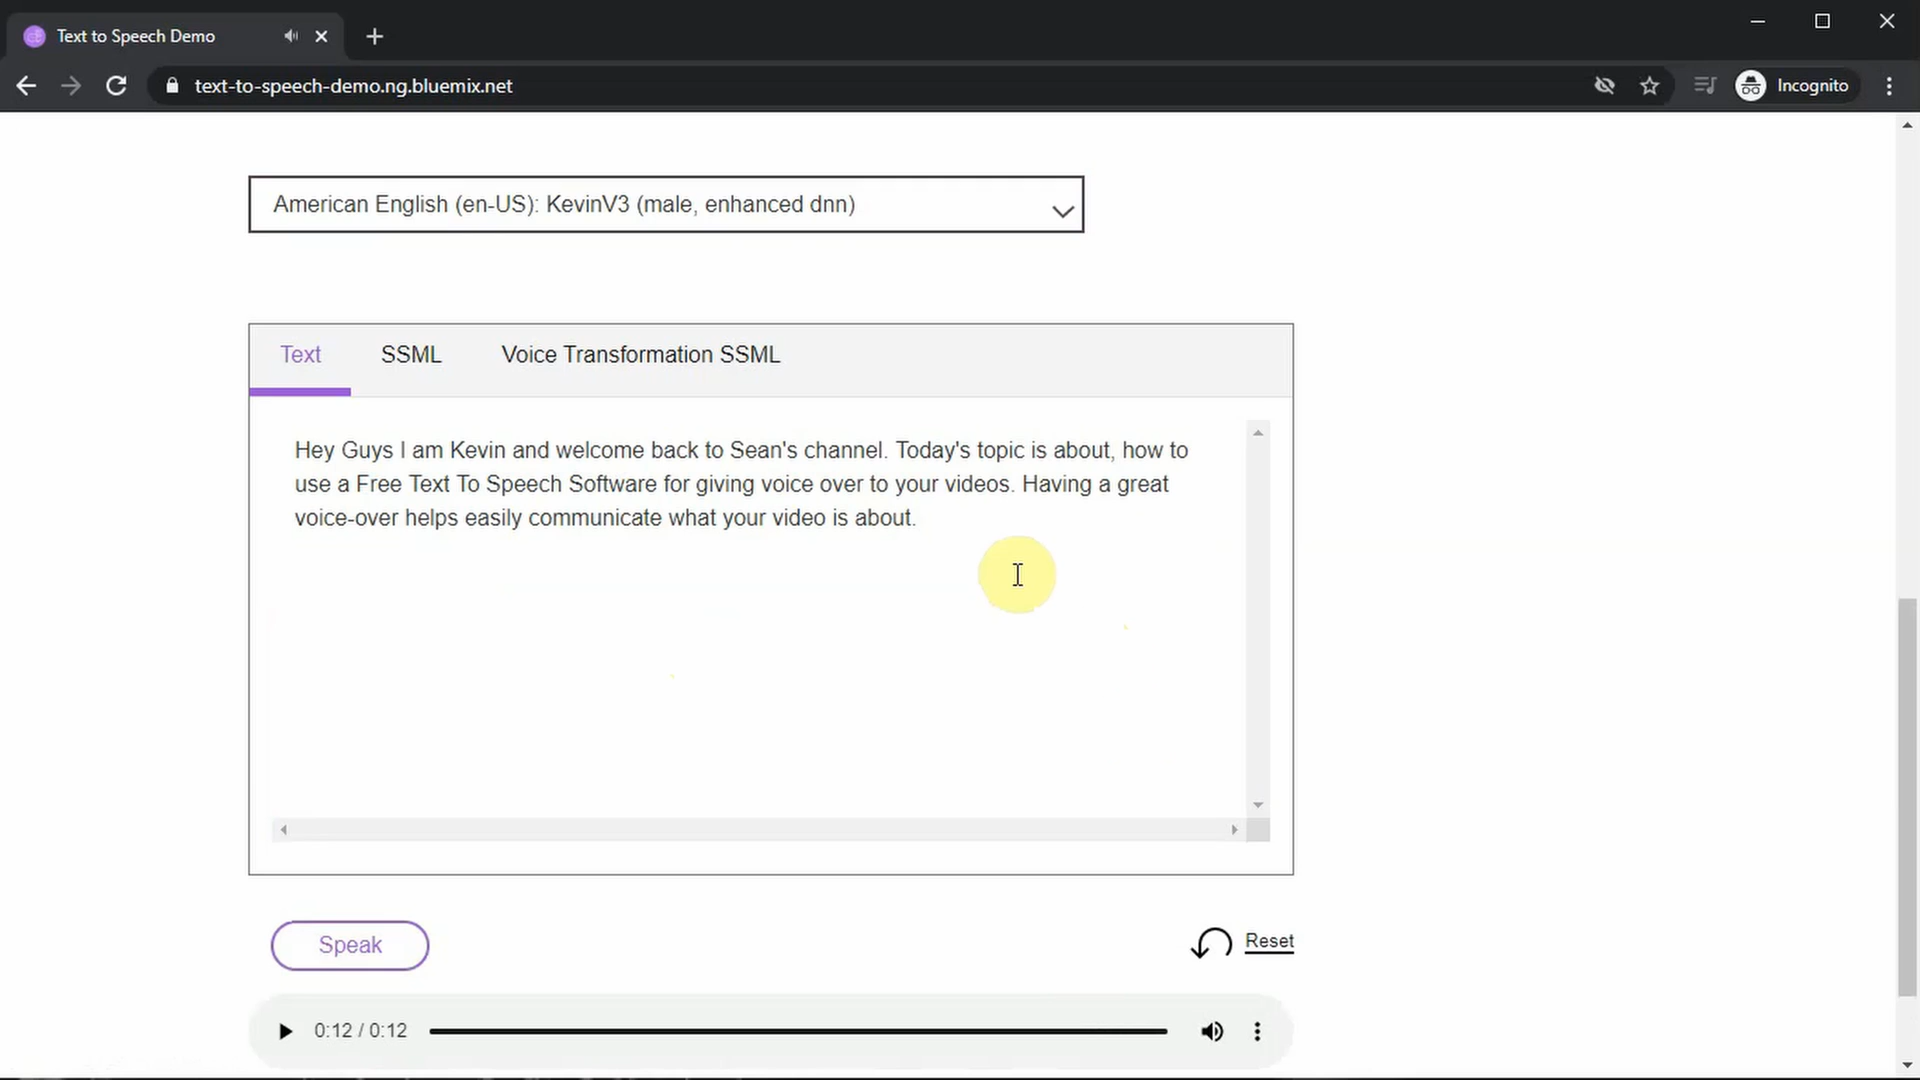 Text to Speech Demo
text-to-speech-demo.ng.bluemix.net
Incognito
American English (en-US): KevinV3 (male, enhanced dnn)
Text
SSML
Voice Transformation SSML
Hey Guys I am Kevin and welcome back to Sean's channel. Today's topic is about, how to
use a Free Text To Speech Software for giving voice over to your videos. Having a great
voice-over helps easily communicate what your video is about.
Speak
Reset
0:12 / 0:12